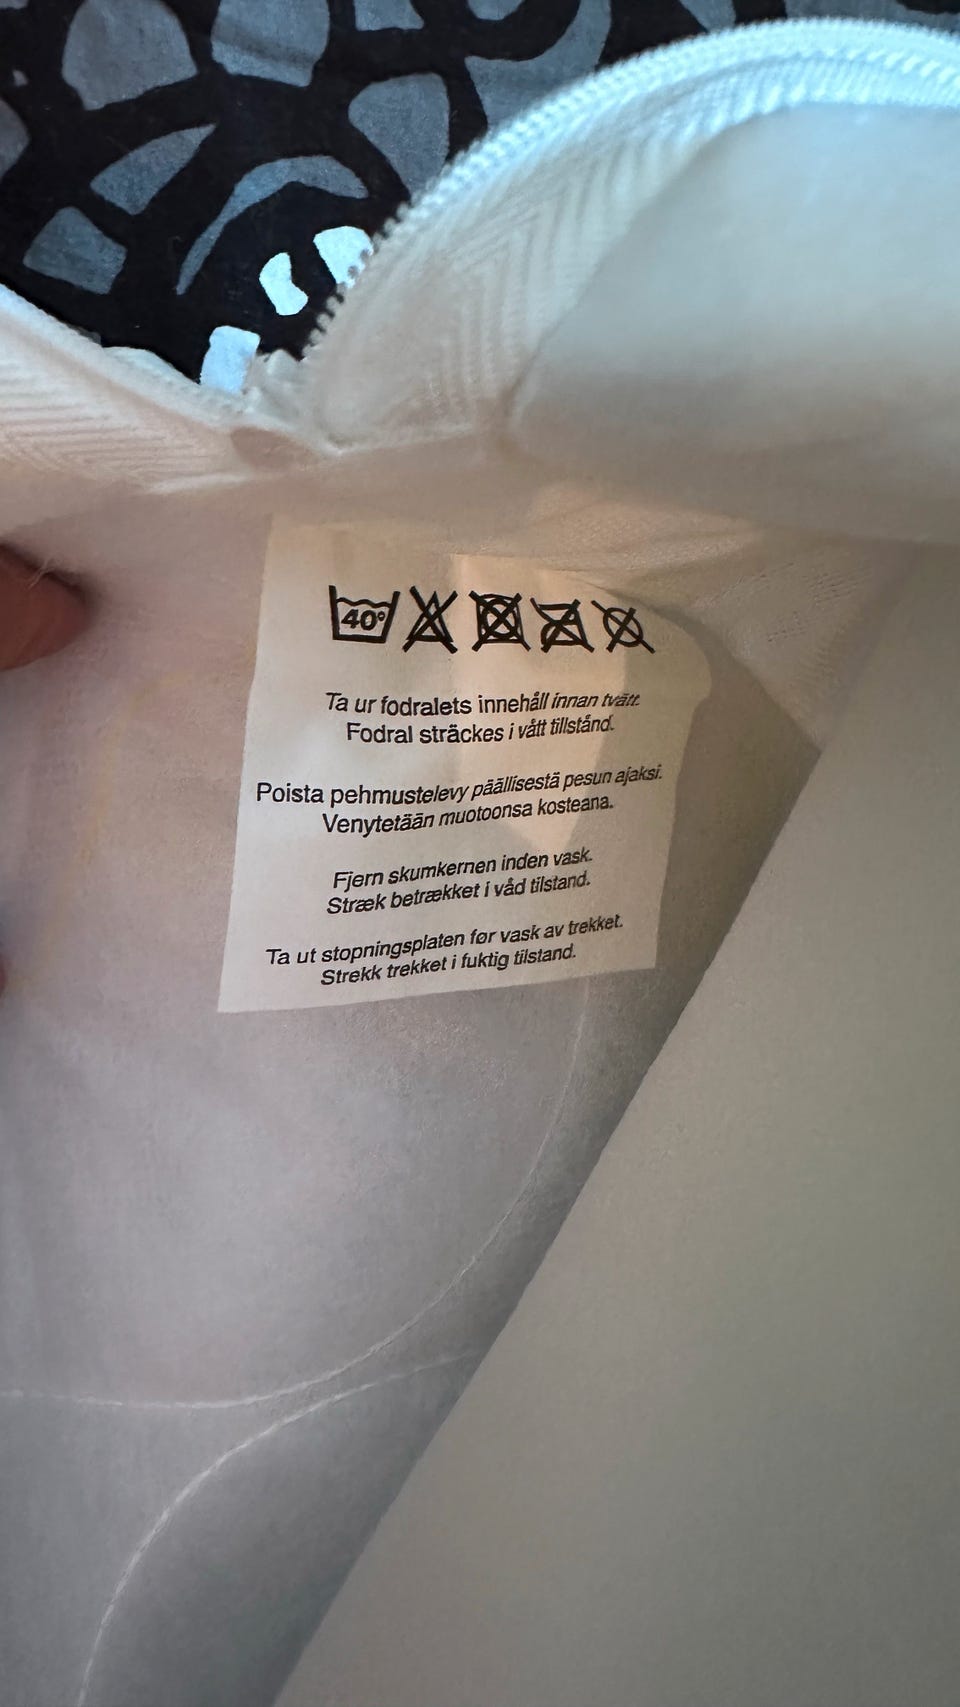 40°
Ta ur fodralets innehåll innan tvätt.
Fodral sträckes i vått tillstånd.
Poista pehmustelevy päällisestä pesun ajaksi.
Venytetään muotoonsa kosteana.
Fjern skumkernen inden vask.
Stræk betrækket i våd tilstand.
Ta ut stopningsplaten før vask av trekket.
Strekk trekket i fuktig tilstand.